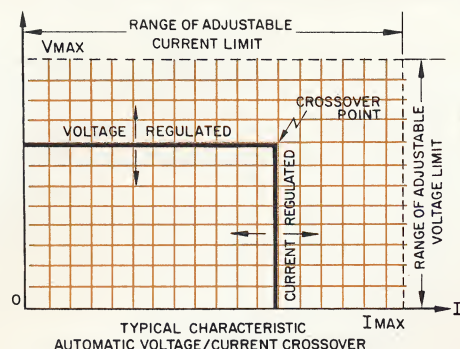 RANGE OF ADJUSTABLE
CURRENT LIMIT
VMAX
CROSSOVER
POINT
VOLTAGE REGULATED
CURRENT REGULATED
RANGE OF ADJUSTABLE
VOLTAGE LIMIT
O
I
IMAX
TYPICAL CHARACTERISTIC
AUTOMATIC VOLTAGE/CURRENT CROSSOVER